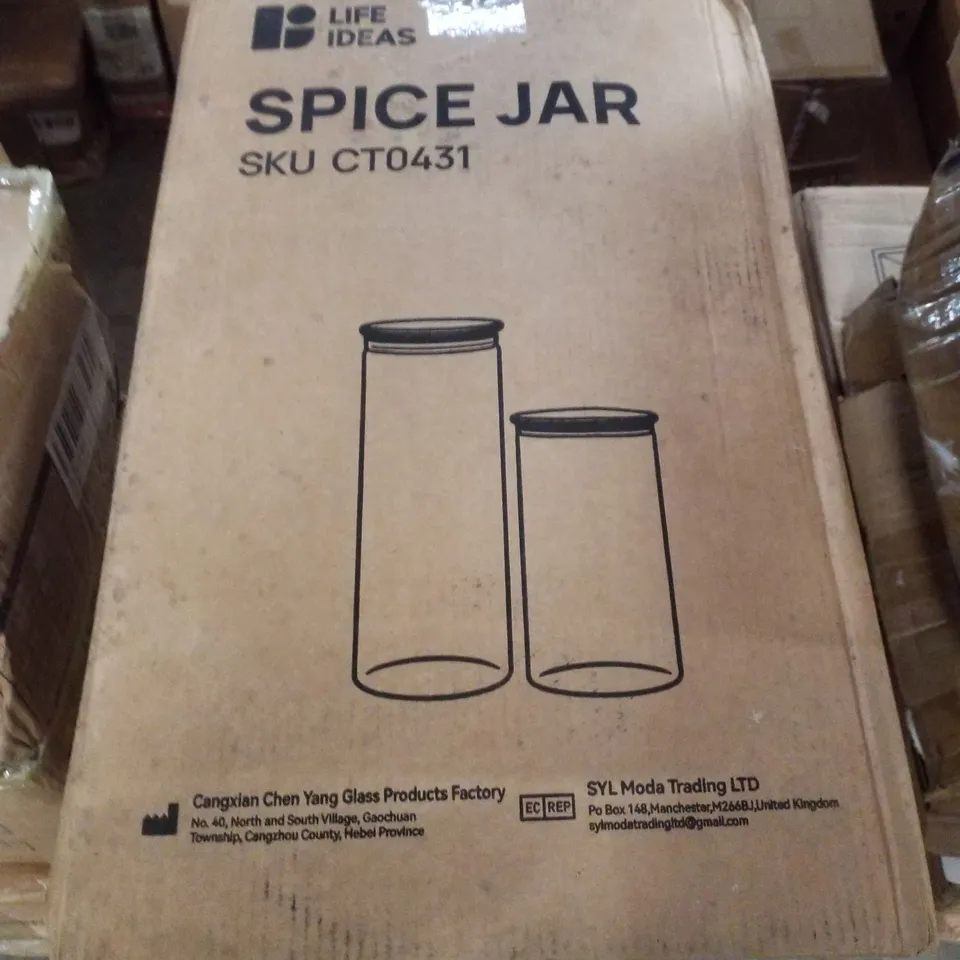 LIFE
IDEAS
SPICE JAR
SKU CT0431
Cangxian Chen Yang Glass Products Factory
No. 40, North and South Village, Gaochuan
Township, Cangzhou County, Hebei Province
EC REP
SYL Moda Trading LTD
Po Box 148,Manchester,M266BJ,United Kingdom
sylmodatradingltd@gmail.com